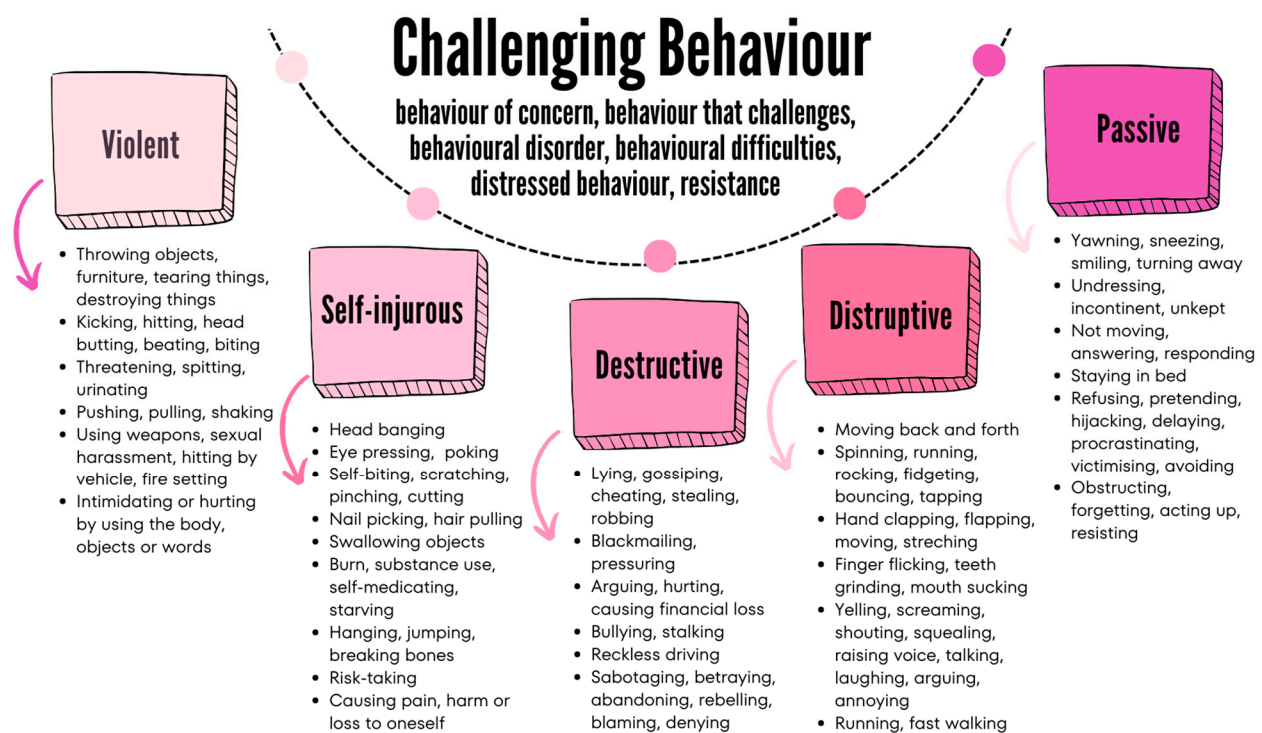 Challenging Behaviour
behaviour of concern, behaviour that challenges,
behavioural disorder, behavioural difficulties,
distressed behaviour, resistance
Violent
• Throwing objects,
furniture, tearing things,
destroying things
• Kicking, hitting, head
butting, beating, biting
• Threatening, spitting,
urinating
• Pushing, pulling, shaking
• Using weapons, sexual
harassment, hitting by
vehicle, fire setting
• Intimidating or hurting
by using the body,
objects or words
Self-injurous
• Head banging
• Eye pressing, poking
• Self-biting, scratching,
pinching, cutting
• Nail picking, hair pulling
• Swallowing objects
• Burn, substance use,
self-medicating,
starving
• Hanging, jumping,
breaking bones
• Risk-taking
• Causing pain, harm or
loss to oneself
Destructive
• Lying, gossiping,
cheating, stealing,
robbing
• Blackmailing,
pressuring
• Arguing, hurting,
causing financial loss
• Bullying, stalking
• Reckless driving
• Sabotaging, betraying,
abandoning, rebelling,
blaming, denying
Distruptive
• Moving back and forth
• Spinning, running,
rocking, fidgeting,
bouncing, tapping
• Hand clapping, flapping,
moving, streching
• Finger flicking, teeth
grinding, mouth sucking
• Yelling, screaming,
shouting, squealing,
raising voice, talking,
laughing, arguing,
annoying
• Running, fast walking
Passive
• Yawning, sneezing,
smiling, turning away
• Undressing,
incontinent, unkept
• Not moving,
answering, responding
• Staying in bed
• Refusing, pretending,
hijacking, delaying,
procrastinating,
victimising, avoiding
• Obstructing,
forgetting, acting up,
resisting